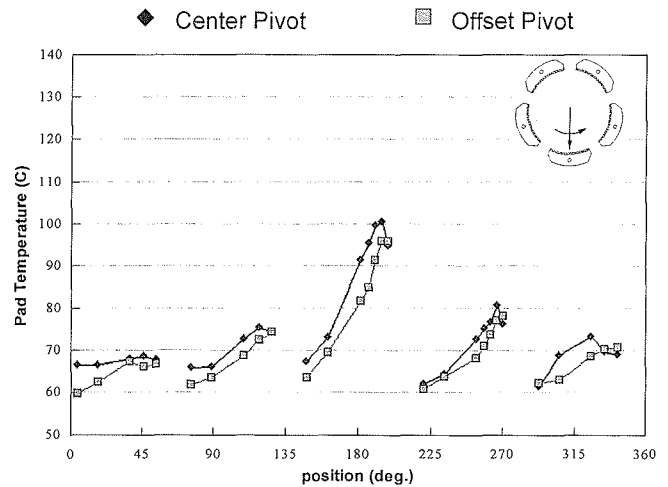 Center Pivot Offset Pivot
140
130
120
110
100
90
80
70
60
50
Pad Temperature (C)
0 45 90 135 180 225 270 315 360
position (deg.)